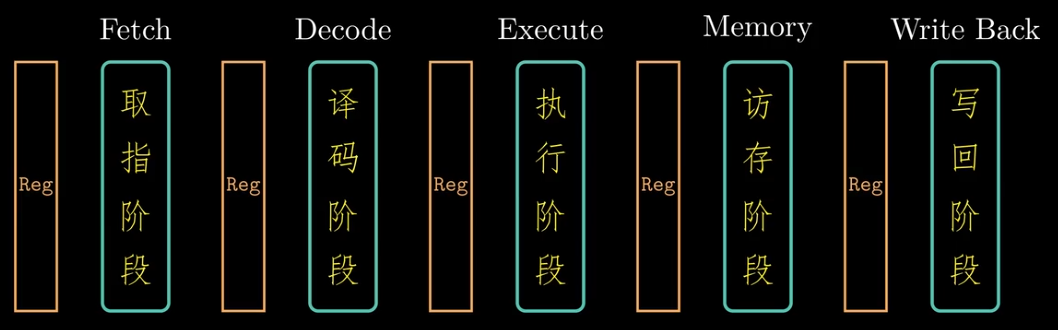 Fetch
Decode
Execute
Memory
Write Back
Reg
取指阶段
Reg
译码阶段
Reg
执行阶段
Reg
访存阶段
Reg
写回阶段